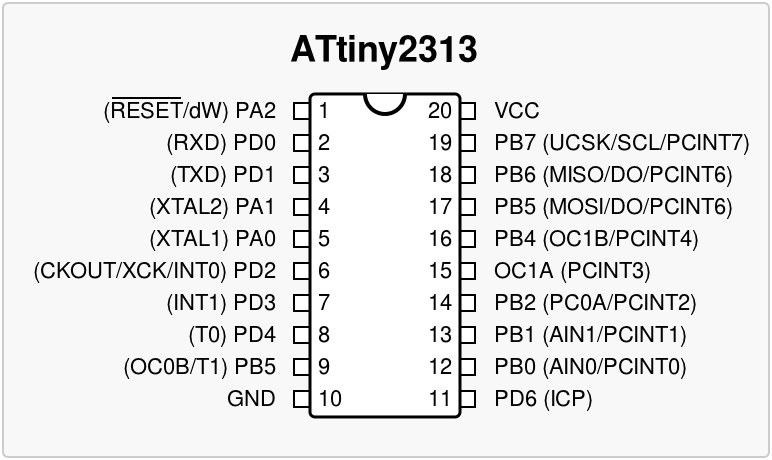 ATtiny2313
(RESET/dW) PA2 1 20 VCC
(RXD) PD0 2 19 PB7 (UCSK/SCL/PCINT7)
(TXD) PD1 3 18 PB6 (MISO/DO/PCINT6)
(XTAL2) PA1 4 17 PB5 (MOSI/DO/PCINT6)
(XTAL1) PA0 5 16 PB4 (OC1B/PCINT4)
(CKOUT/XCK/INT0) PD2 6 15 OC1A (PCINT3)
(INT1) PD3 7 14 PB2 (PC0A/PCINT2)
(T0) PD4 8 13 PB1 (AIN1/PCINT1)
(OC0B/T1) PB5 9 12 PB0 (AIN0/PCINT0)
GND 10 11 PD6 (ICP)